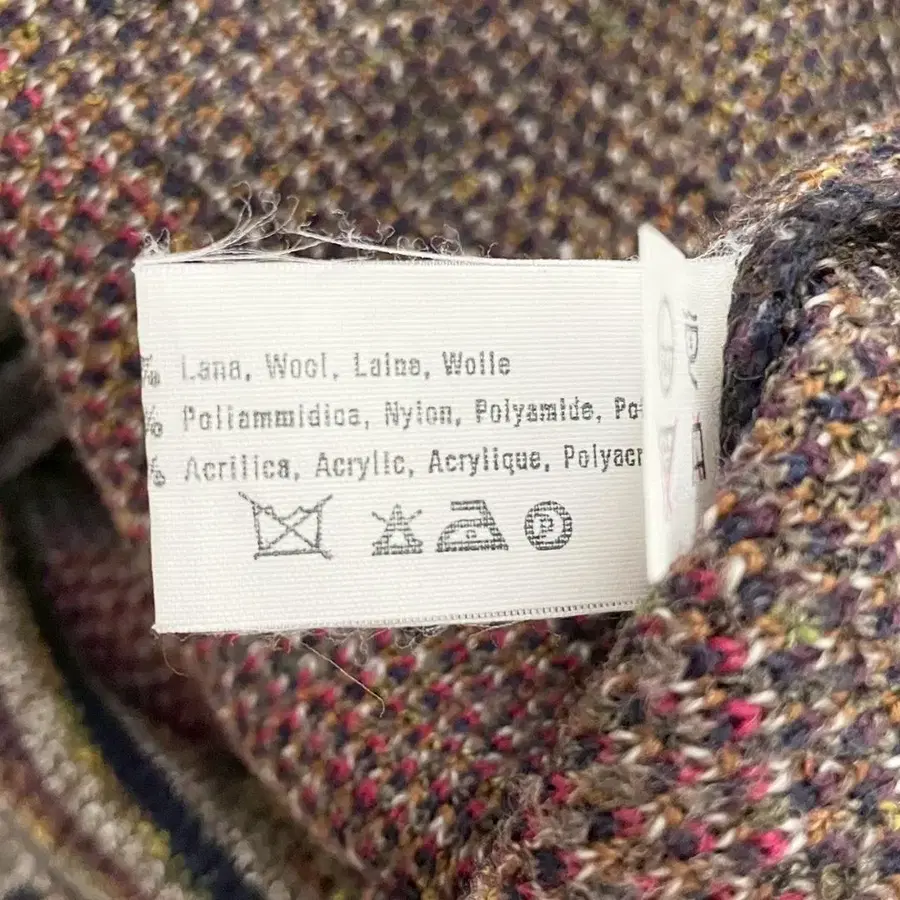 % Lana, Wool, Laine, Wolle
% Poliammidica, Nylon, Polyamide, Po
% Acrilica, Acrylic, Acrylique, Polyacr
P